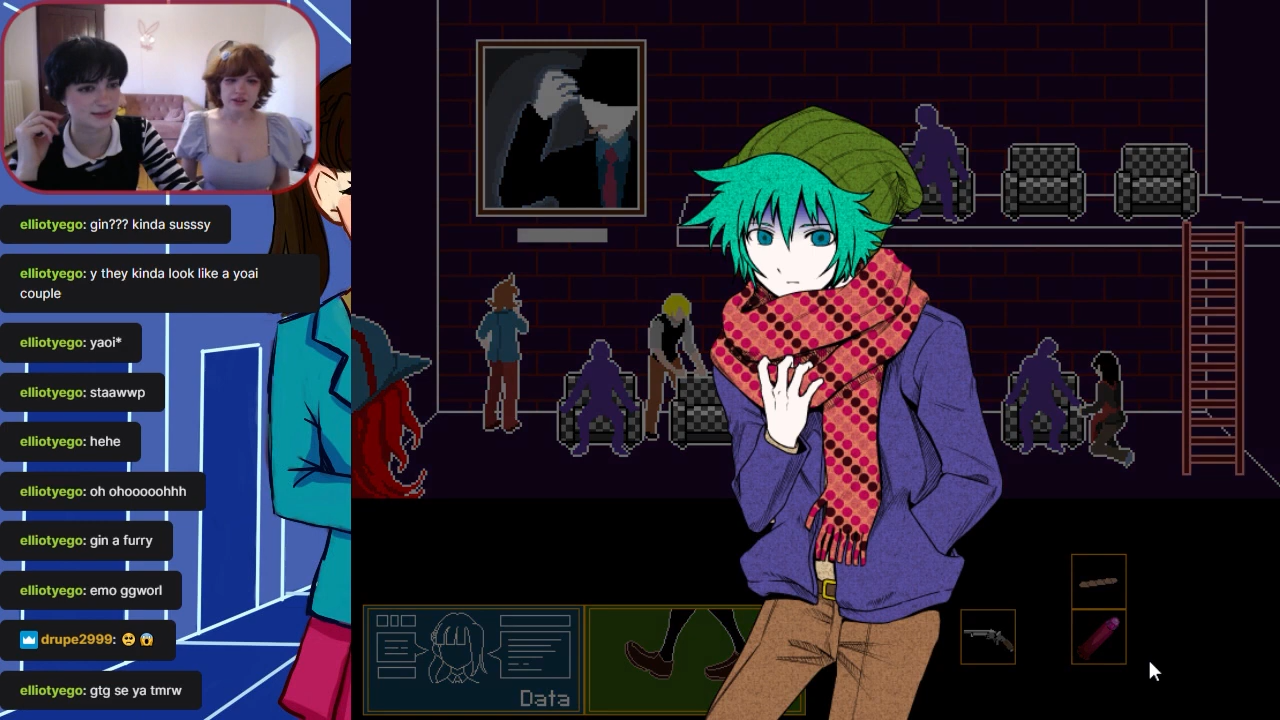 elliotyego: gin??? kinda susssy
elliotyego: y they kinda look like a yoai
couple
elliotyego: yaoi*
elliotyego: staawwp
elliotyego: hehe
elliotyego: oh ohooooohhh
elliotyego: gin a furry
elliotyego: emo ggworl
drupe2999: 🥺 😱
elliotyego: gtg se ya tmrw
Data